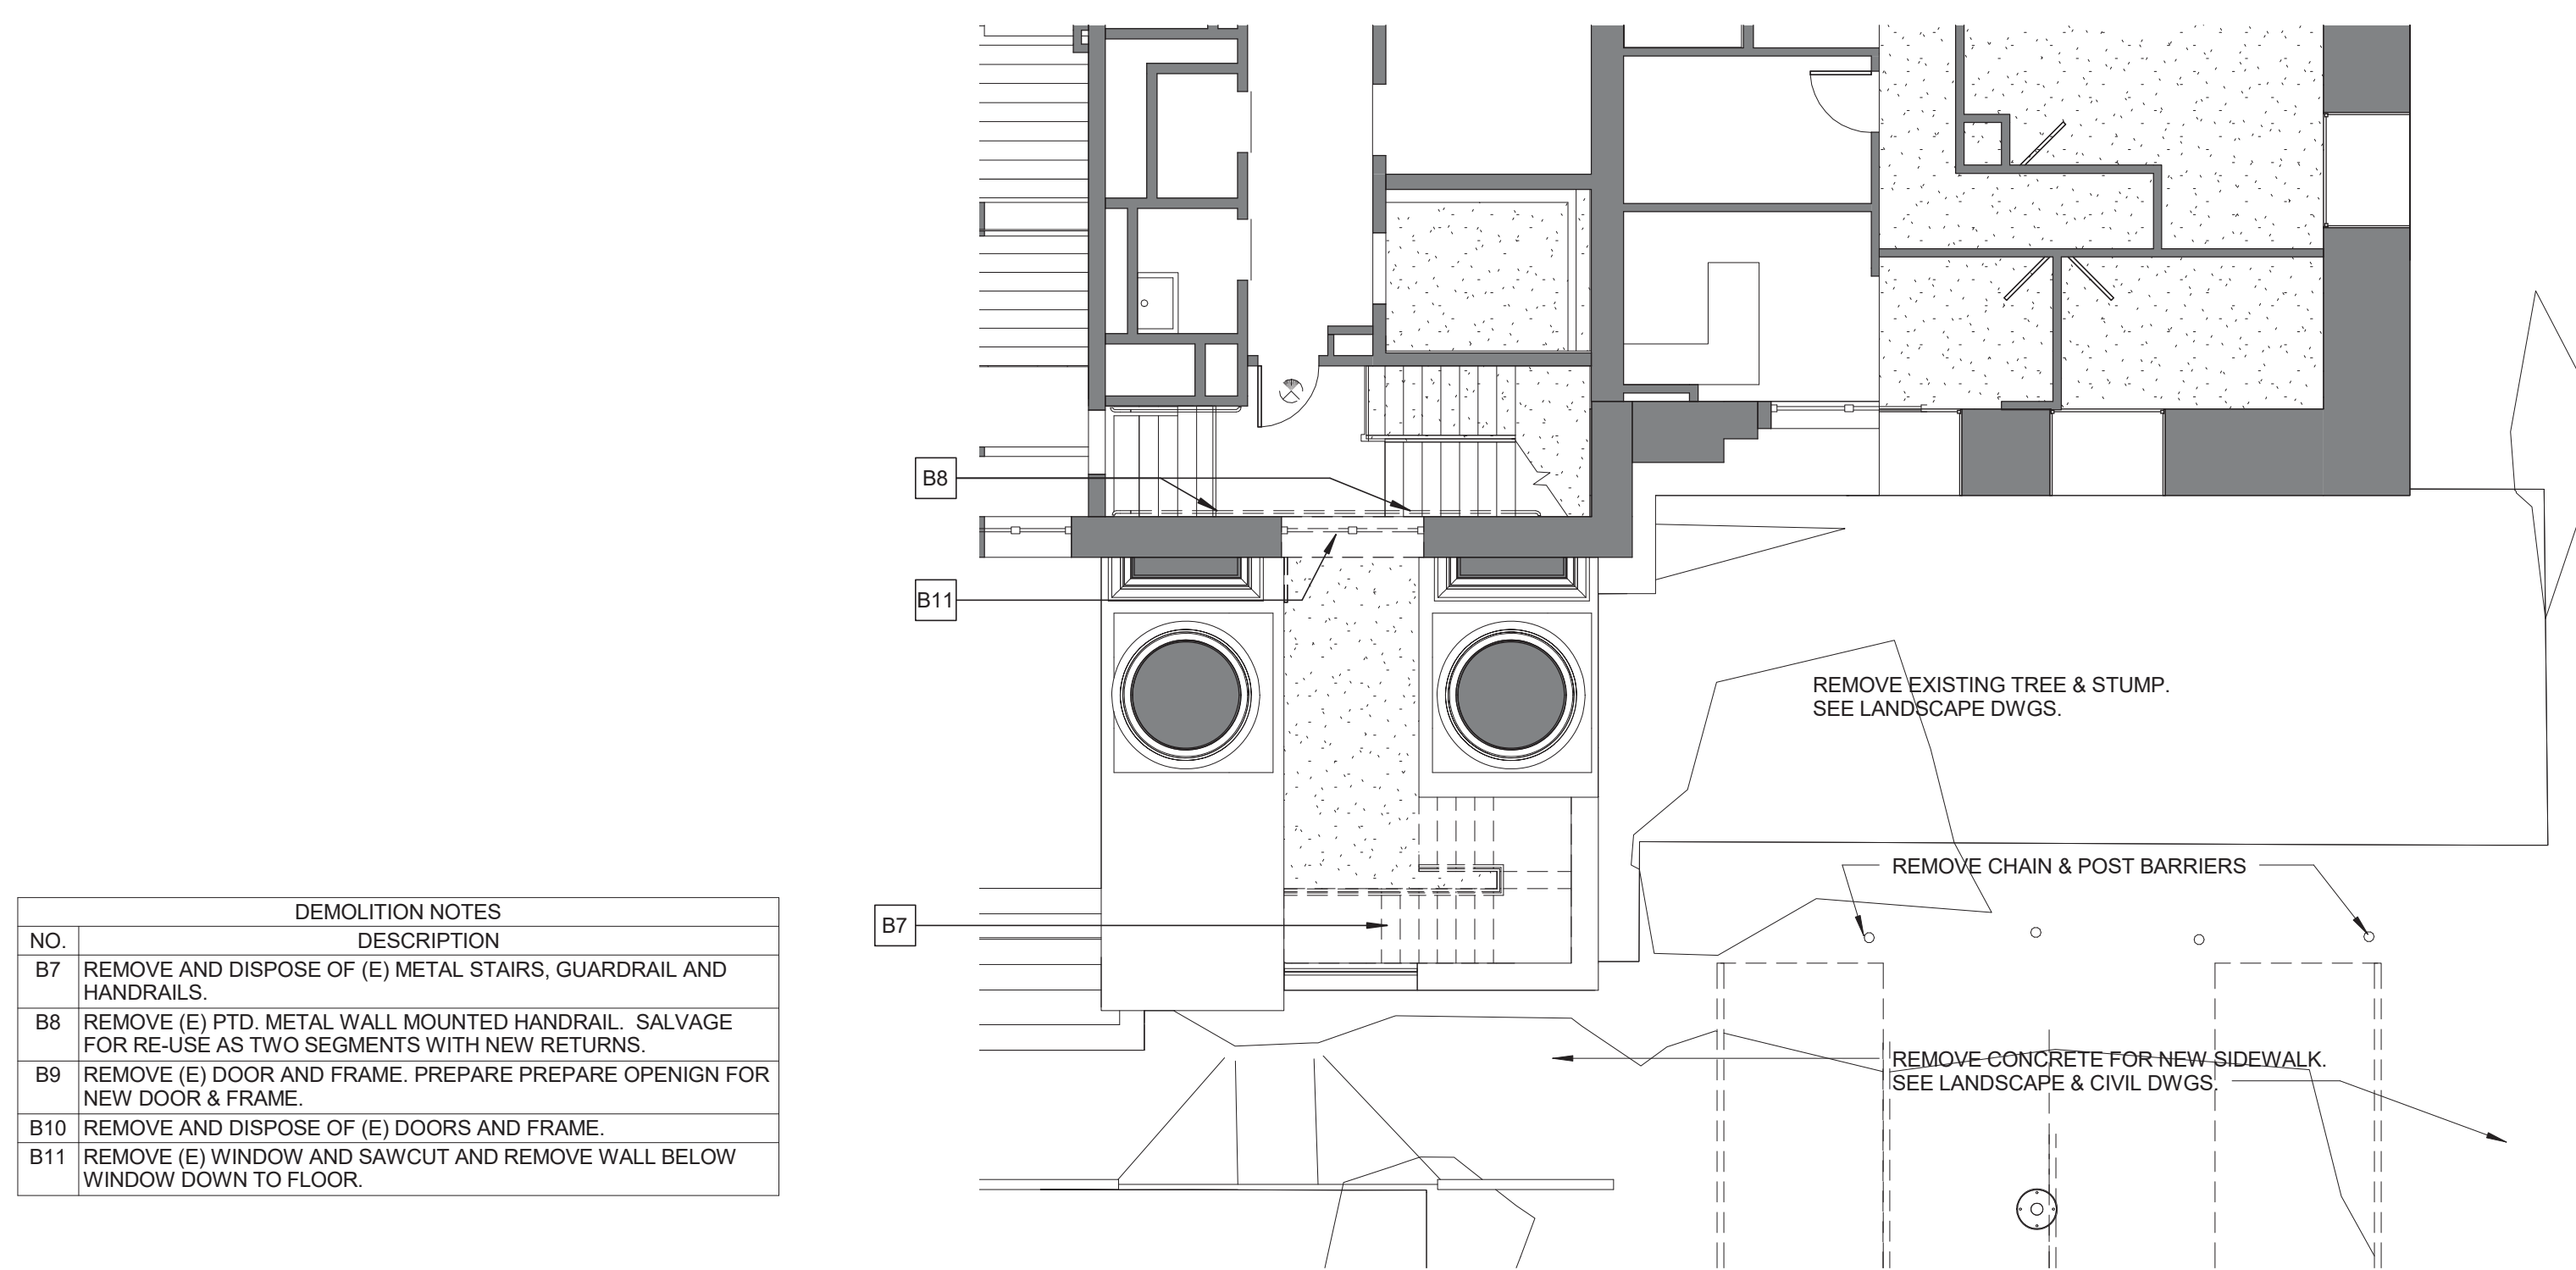 B8
B11
REMOVE EXISTING TREE & STUMP.
SEE LANDSCAPE DWGS.
REMOVE CHAIN & POST BARRIERS
B7
REMOVE CONCRETE FOR NEW SIDEWALK.
SEE LANDSCAPE & CIVIL DWGS.
DEMOLITION NOTES
NO. DESCRIPTION
B7 REMOVE AND DISPOSE OF (E) METAL STAIRS, GUARDRAIL AND
HANDRAILS.
B8 REMOVE (E) PTD. METAL WALL MOUNTED HANDRAIL. SALVAGE
FOR RE-USE AS TWO SEGMENTS WITH NEW RETURNS.
B9 REMOVE (E) DOOR AND FRAME. PREPARE PREPARE OPENIGN FOR
NEW DOOR & FRAME.
B10 REMOVE AND DISPOSE OF (E) DOORS AND FRAME.
B11 REMOVE (E) WINDOW AND SAWCUT AND REMOVE WALL BELOW
WINDOW DOWN TO FLOOR.